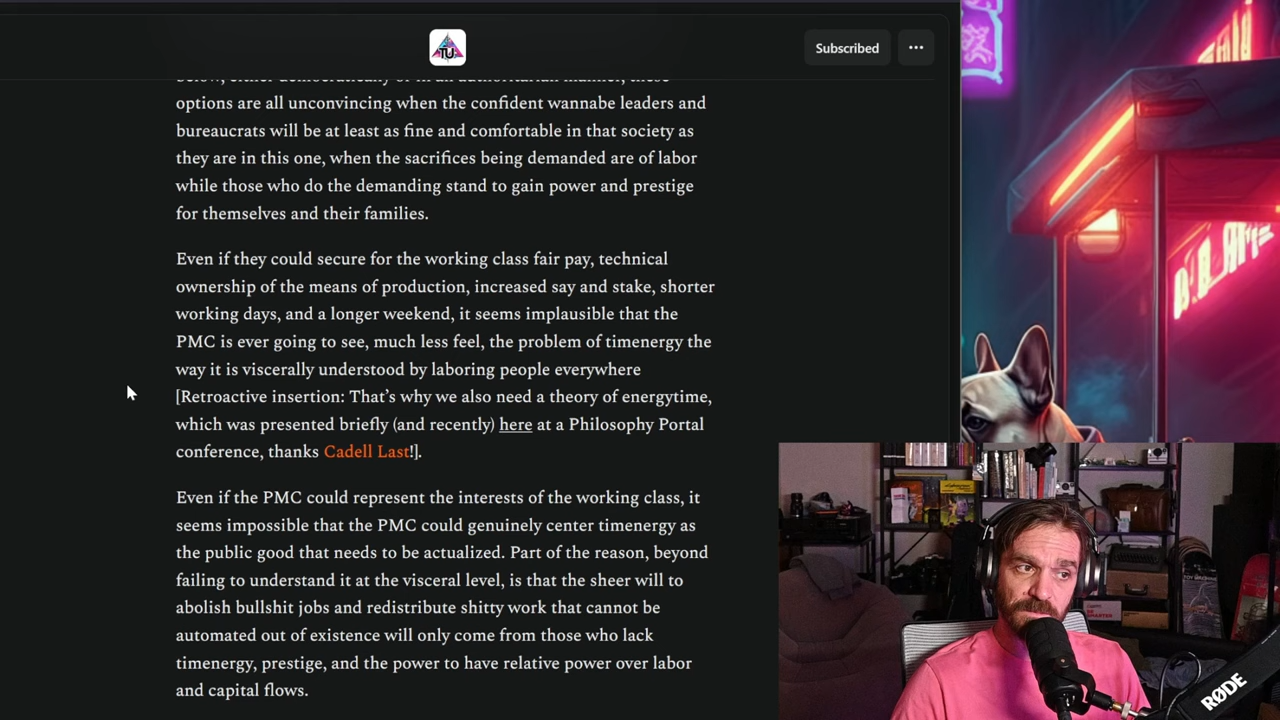 TU
Subscribed
below, either democratically or in an authoritarian manner, these
options are all unconvincing when the confident wannabe leaders and
bureaucrats will be at least as fine and comfortable in that society as
they are in this one, when the sacrifices being demanded are of labor
while those who do the demanding stand to gain power and prestige
for themselves and their families.
Even if they could secure for the working class fair pay, technical
ownership of the means of production, increased say and stake, shorter
working days, and a longer weekend, it seems implausible that the
PMC is ever going to see, much less feel, the problem of timenergy the
way it is viscerally understood by laboring people everywhere
[Retroactive insertion: That’s why we also need a theory of energytime,
which was presented briefly (and recently) here at a Philosophy Portal
conference, thanks Cadell Last!].
Even if the PMC could represent the interests of the working class, it
seems impossible that the PMC could genuinely center timenergy as
the public good that needs to be actualized. Part of the reason, beyond
failing to understand it at the visceral level, is that the sheer will to
abolish bullshit jobs and redistribute shitty work that cannot be
automated out of existence will only come from those who lack
timenergy, prestige, and the power to have relative power over labor
and capital flows.
RØDE